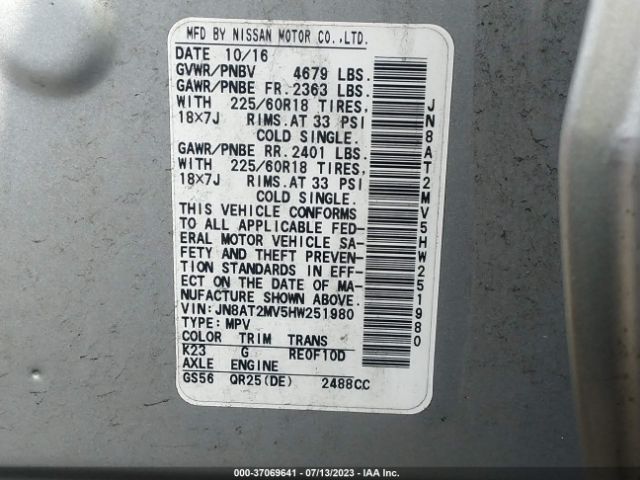 MFD BY NISSAN MOTOR CO.,LTD.
DATE 10/16
GVWR/PNBV 4679 LBS.
GAWR/PNBE FR. 2363 LBS.
WITH 225/60R18 TIRES,
18×7J RIMS.AT 33 PSI
COLD SINGLE.
GAWR/PNBE RR. 2401 LBS.
WITH 225/60R18 TIRES,
18×7J RIMS.AT 33 PSI
COLD SINGLE.
THIS VEHICLE CONFORMS
TO ALL APPLICABLE FED-
ERAL MOTOR VEHICLE SA-
FETY AND THEFT PREVEN-
TION STANDARDS IN EFF-
ECT ON THE DATE OF MA-
NUFACTURE SHOWN ABOVE.
VIN: JN8AT2MV5HW251980
TYPE: MPV
COLOR TRIM TRANS
K23 G RE0F10D
AXLE ENGINE
GS56 QR25(DE) 2488CC
JN8AT2MV5HW251980
000-37069641 - 07/13/2023 - IAA Inc.